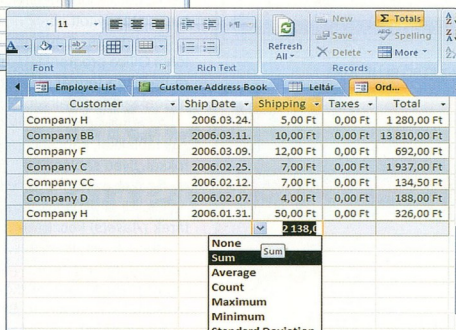 11
New
Σ Totals
Save
Spelling
Refresh All
Delete
More
Font
Rich Text
Records
Employee List
Customer Address Book
Leltár
Ord...
Customer Ship Date Shipping Taxes Total
Company H 2006.03.24. 5,00 Ft 0,00 Ft 1 280,00 Ft
Company BB 2006.03.11. 10,00 Ft 0,00 Ft 13 810,00 Ft
Company F 2006.03.09. 12,00 Ft 0,00 Ft 692,00 Ft
Company C 2006.02.25. 7,00 Ft 0,00 Ft 1 937,00 Ft
Company CC 2006.02.12. 7,00 Ft 0,00 Ft 134,50 Ft
Company D 2006.02.07. 4,00 Ft 0,00 Ft 188,00 Ft
Company H 2006.01.31. 50,00 Ft 0,00 Ft 326,00 Ft
2 138,0
None
Sum
Sum
Average
Count
Maximum
Minimum
Standard Deviation